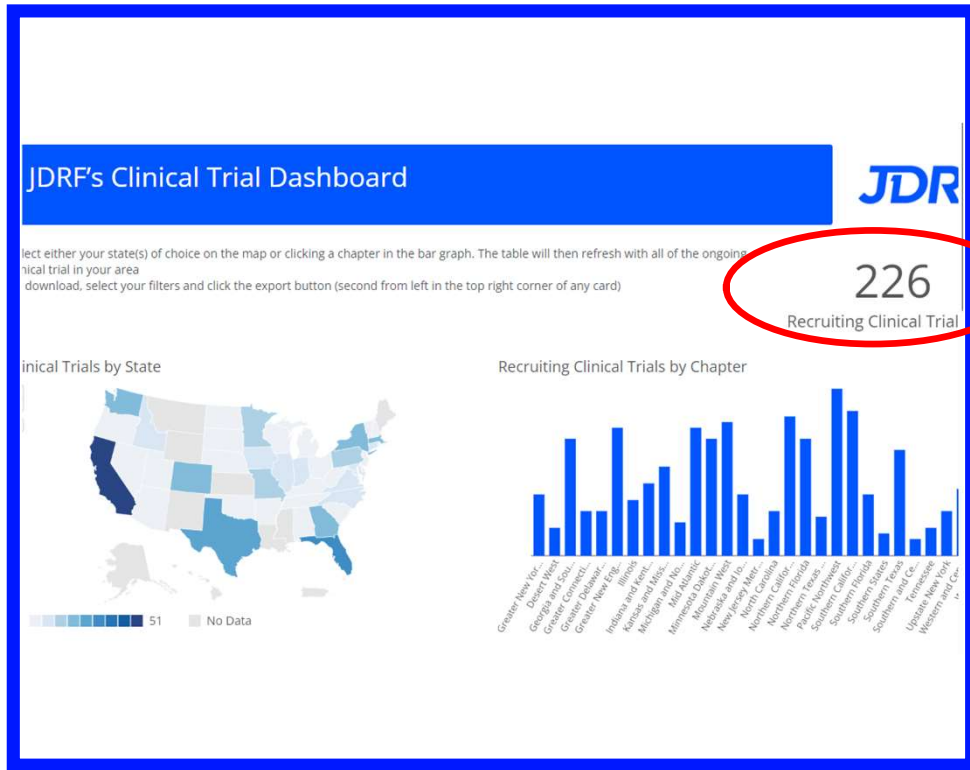 JDRF's Clinical Trial Dashboard
JDR
lect either your state(s) of choice on the map or clicking a chapter in the bar graph. The table will then refresh with all of the ongoing
nical trial in your area
download, select your filters and click the export button (second from left in the top right corner of any card)
226
Recruiting Clinical Trial
inical Trials by State
Recruiting Clinical Trials by Chapter
51
No Data
Greater New Yor...
Desert West
Georgia and Sou...
Greater Connecti...
Greater Delawar...
Greater New Eng...
Illinois
Indiana and Kent...
Kansas and Miss...
Michigan and No...
Mid Atlantic
Minnesota Dakot...
Mountain West
Nebraska and Io...
New Jersey Metr...
North Carolina
Northern Califor...
Northern Florida
Northern Texas ...
Pacific Northwest
Southern Califor...
Southern Florida
Southern States
Southern Texas
Southern and Ce...
Tennessee
Upstate New York
Western and Cen